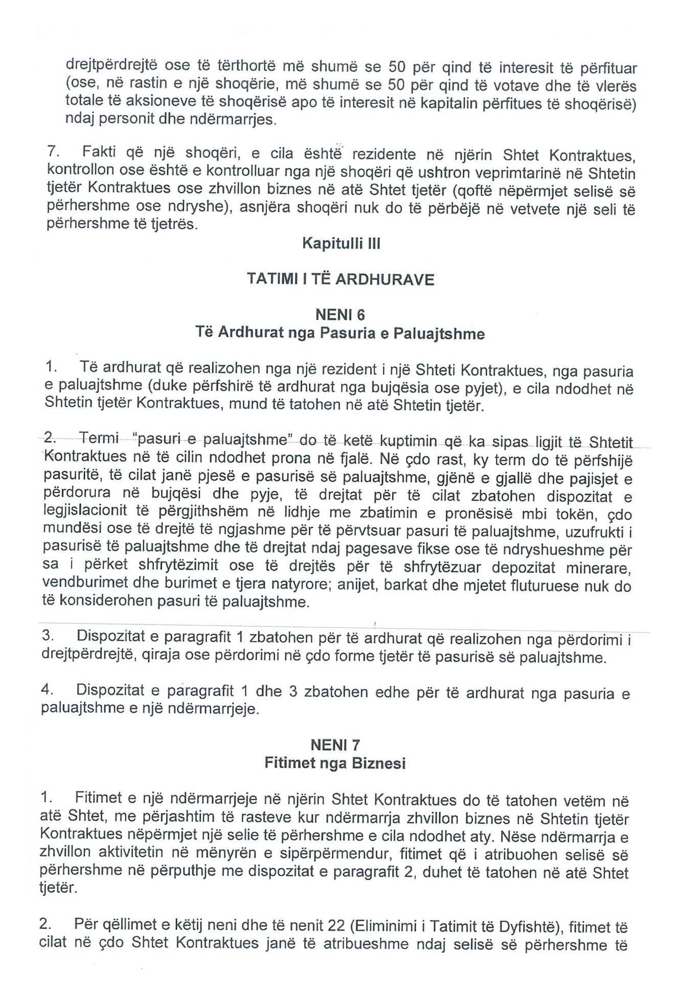 drejtpërdrejtë ose të tërthortë më shumë se 50 për qind të interesit të përfituar
(ose, në rastin e një shoqërie, më shumë se 50 për qind të votave dhe të vlerës
totale të aksioneve të shoqërisë apo të interesit në kapitalin përfitues të shoqërisë)
ndaj personit dhe ndërmarrjes.
7. Fakti që një shoqëri, e cila është rezidente në njërin Shtet Kontraktues,
kontrollon ose është e kontrolluar nga një shoqëri që ushtron veprimtarinë në Shtetin
tjetër Kontraktues ose zhvillon biznes në atë Shtet tjetër (qoftë nëpërmjet selisë së
përhershme ose ndryshe), asnjëra shoqëri nuk do të përbëjë në vetvete një seli të
përhershme të tjetrës.
Kapitulli III
TATIMI I TË ARDHURAVE
NENI 6
Të Ardhurat nga Pasuria e Paluajtshme
1. Të ardhurat që realizohen nga një rezident i një Shteti Kontraktues, nga pasuria
e paluajtshme (duke përfshirë të ardhurat nga bujqësia ose pyjet), e cila ndodhet në
Shtetin tjetër Kontraktues, mund të tatohen në atë Shtetin tjetër.
2. Termi “pasuri e paluajtshme” do të ketë kuptimin që ka sipas ligjit të Shtetit
Kontraktues në të cilin ndodhet prona në fjalë. Në çdo rast, ky term do të përfshijë
pasuritë, të cilat janë pjesë e pasurisë së paluajtshme, gjënë e gjallë dhe pajisjet e
përdorura në bujqësi dhe pyje, të drejtat për të cilat zbatohen dispozitat e
legjislacionit të përgjithshëm në lidhje me zbatimin e pronësisë mbi tokën, çdo
mundësi ose të drejtë të ngjashme për të përvtsuar pasuri të paluajtshme, uzufrukti i
pasurisë të paluajtshme dhe të drejtat ndaj pagesave fikse ose të ndryshueshme për
sa i përket shfrytëzimit ose të drejtës për të shfrytëzuar depozitat minerare,
vendburimet dhe burimet e tjera natyrore; anijet, barkat dhe mjetet fluturuese nuk do
të konsiderohen pasuri të paluajtshme.
3. Dispozitat e paragrafit 1 zbatohen për të ardhurat që realizohen nga përdorimi i
drejtpërdrejtë, qiraja ose përdorimi në çdo forme tjetër të pasurisë së paluajtshme.
4. Dispozitat e paragrafit 1 dhe 3 zbatohen edhe për të ardhurat nga pasuria e
paluajtshme e një ndërmarrjeje.
NENI 7
Fitimet nga Biznesi
1. Fitimet e një ndërmarrjeje në njërin Shtet Kontraktues do të tatohen vetëm në
atë Shtet, me përjashtim të rasteve kur ndërmarrja zhvillon biznes në Shtetin tjetër
Kontraktues nëpërmjet një selie të përhershme e cila ndodhet aty. Nëse ndërmarrja e
zhvillon aktivitetin në mënyrën e sipërpërmendur, fitimet që i atribuohen selisë së
përhershme në përputhje me dispozitat e paragrafit 2, duhet të tatohen në atë Shtet
tjetër.
2. Për qëllimet e këtij neni dhe të nenit 22 (Eliminimi i Tatimit të Dyfishtë), fitimet të
cilat në çdo Shtet Kontraktues janë të atribueshme ndaj selisë së përhershme të